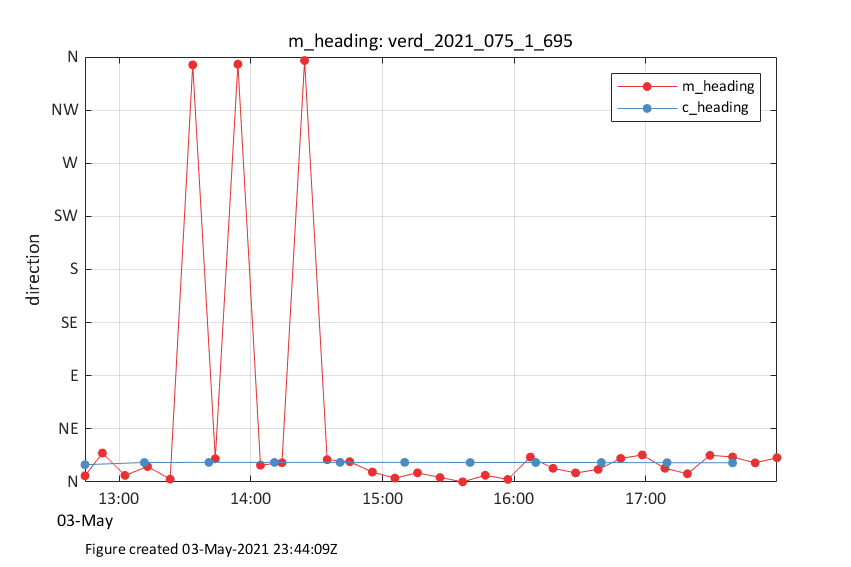 m_heading: verd_2021_075_1_695
m_heading
c_heading
direction
N
NW
W
SW
S
SE
E
NE
N
13:00 14:00 15:00 16:00 17:00
03-May
Figure created 03-May-2021 23:44:09Z